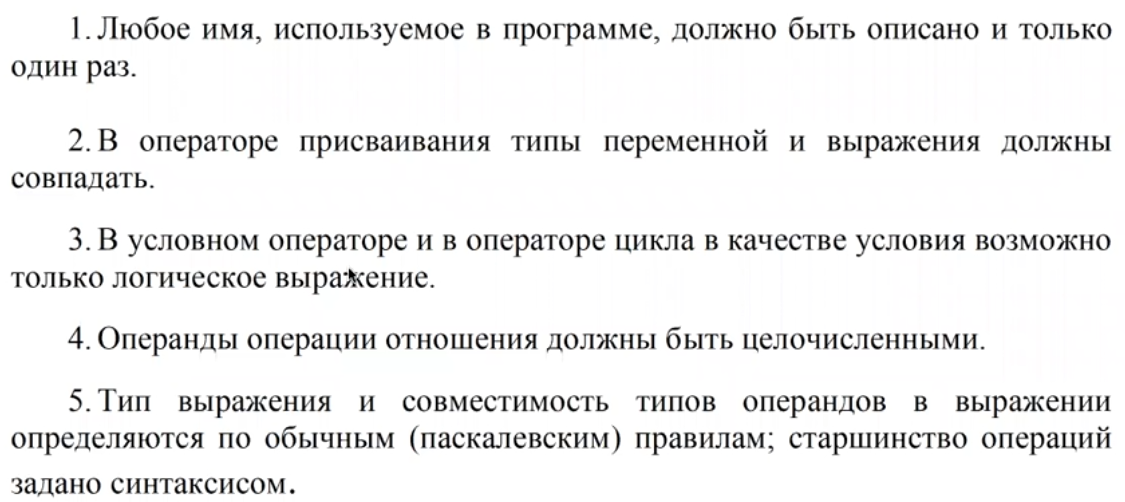 1. Любое имя, используемое в программе, должно быть описано и только
один раз.
2. В операторе присваивания типы переменной и выражения должны
совпадать.
3. В условном операторе и в операторе цикла в качестве условия возможно
только логическое выражение.
4. Операнды операции отношения должны быть целочисленными.
5. Тип выражения и совместимость типов операндов в выражении
определяются по обычным (паскалевским) правилам; старшинство операций
задано синтаксисом.